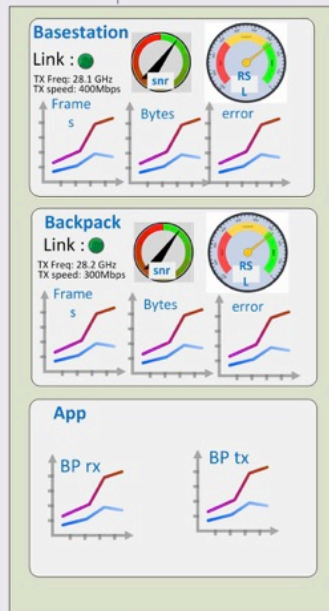 Basestation
Link :
TX Freq: 28.1 GHz
TX speed: 400Mbps
snr
RS
L
Frame
s
Bytes
error
Backpack
Link :
TX Freq: 28.2 GHz
TX speed: 300Mbps
snr
RS
L
Frame
s
Bytes
error
App
BP rx
BP tx